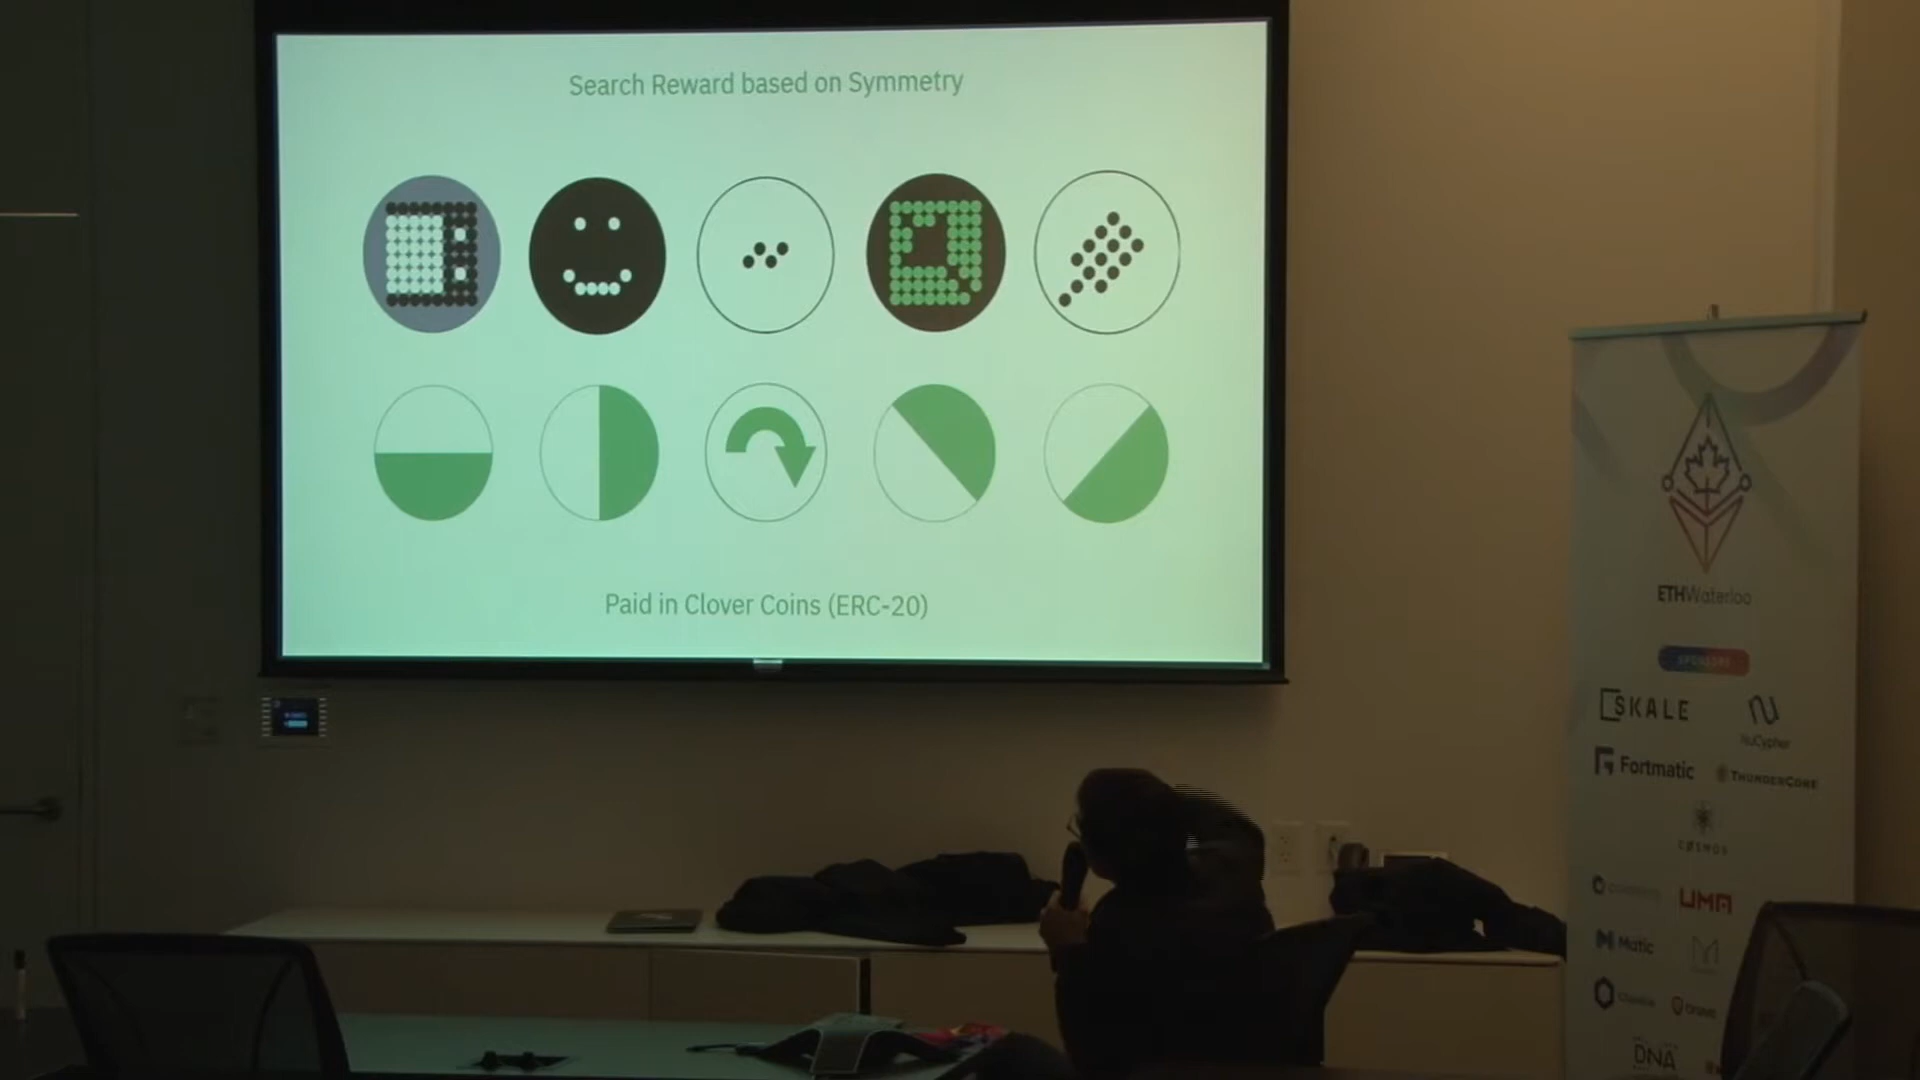 Search Reward based on Symmetry
Paid in Clover Coins (ERC-20)
ETHWaterloo
SPONSORS
SKALE
NuCypher
Fortmatic
THUNDERCORE
COSMOS
UMA
Matic
DNA